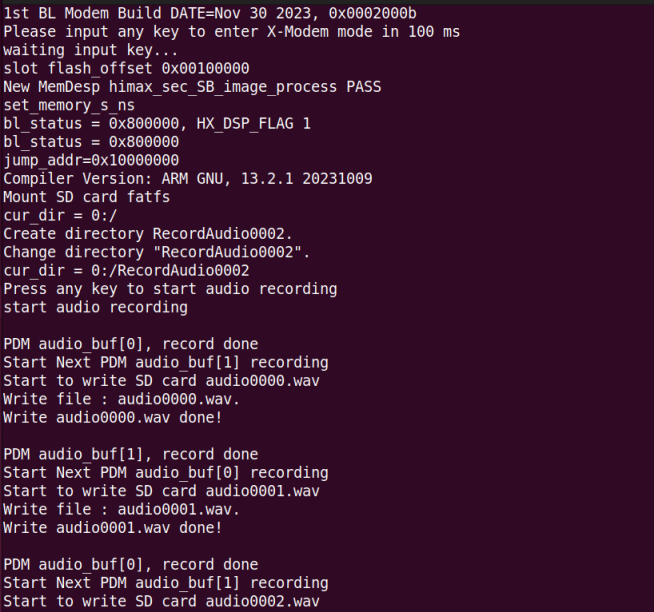 1st BL Modem Build DATE=Nov 30 2023, 0x0002000b
Please input any key to enter X-Modem mode in 100 ms
waiting input key...
slot flash_offset 0x00100000
New MemDesp himax_sec_SB_image_process PASS
set_memory_s_ns
bl_status = 0x800000, HX_DSP_FLAG 1
bl_status = 0x800000
jump_addr=0x10000000
Compiler Version: ARM GNU, 13.2.1 20231009
Mount SD card fatfs
cur_dir = 0:/
Create directory RecordAudio0002.
Change directory "RecordAudio0002".
cur_dir = 0:/RecordAudio0002
Press any key to start audio recording
start audio recording
PDM audio_buf[0], record done
Start Next PDM audio_buf[1] recording
Start to write SD card audio0000.wav
Write file : audio0000.wav.
Write audio0000.wav done!
PDM audio_buf[1], record done
Start Next PDM audio_buf[0] recording
Start to write SD card audio0001.wav
Write file : audio0001.wav.
Write audio0001.wav done!
PDM audio_buf[0], record done
Start Next PDM audio_buf[1] recording
Start to write SD card audio0002.wav